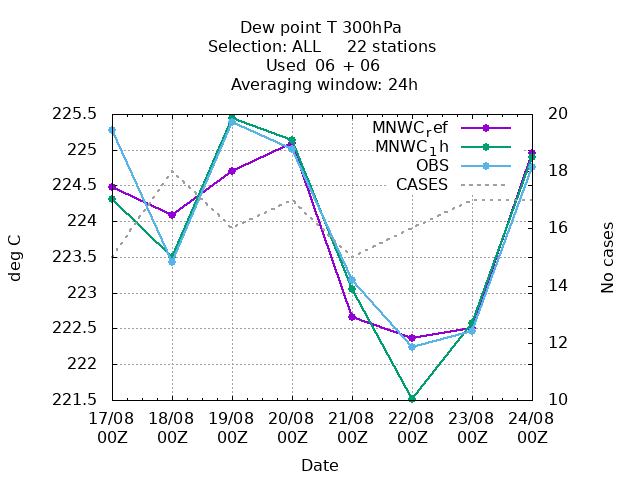 Dew point T 300hPa
Selection: ALL     22 stations
Used  06 + 06
Averaging window: 24h
225.5
225
224.5
224
223.5
223
222.5
222
221.5
deg C
20
18
16
14
12
10
No cases
MNWCref
MNWC1h
OBS
CASES
17/08 18/08 19/08 20/08 21/08 22/08 23/08 24/08
00Z 00Z 00Z 00Z 00Z 00Z 00Z 00Z
Date